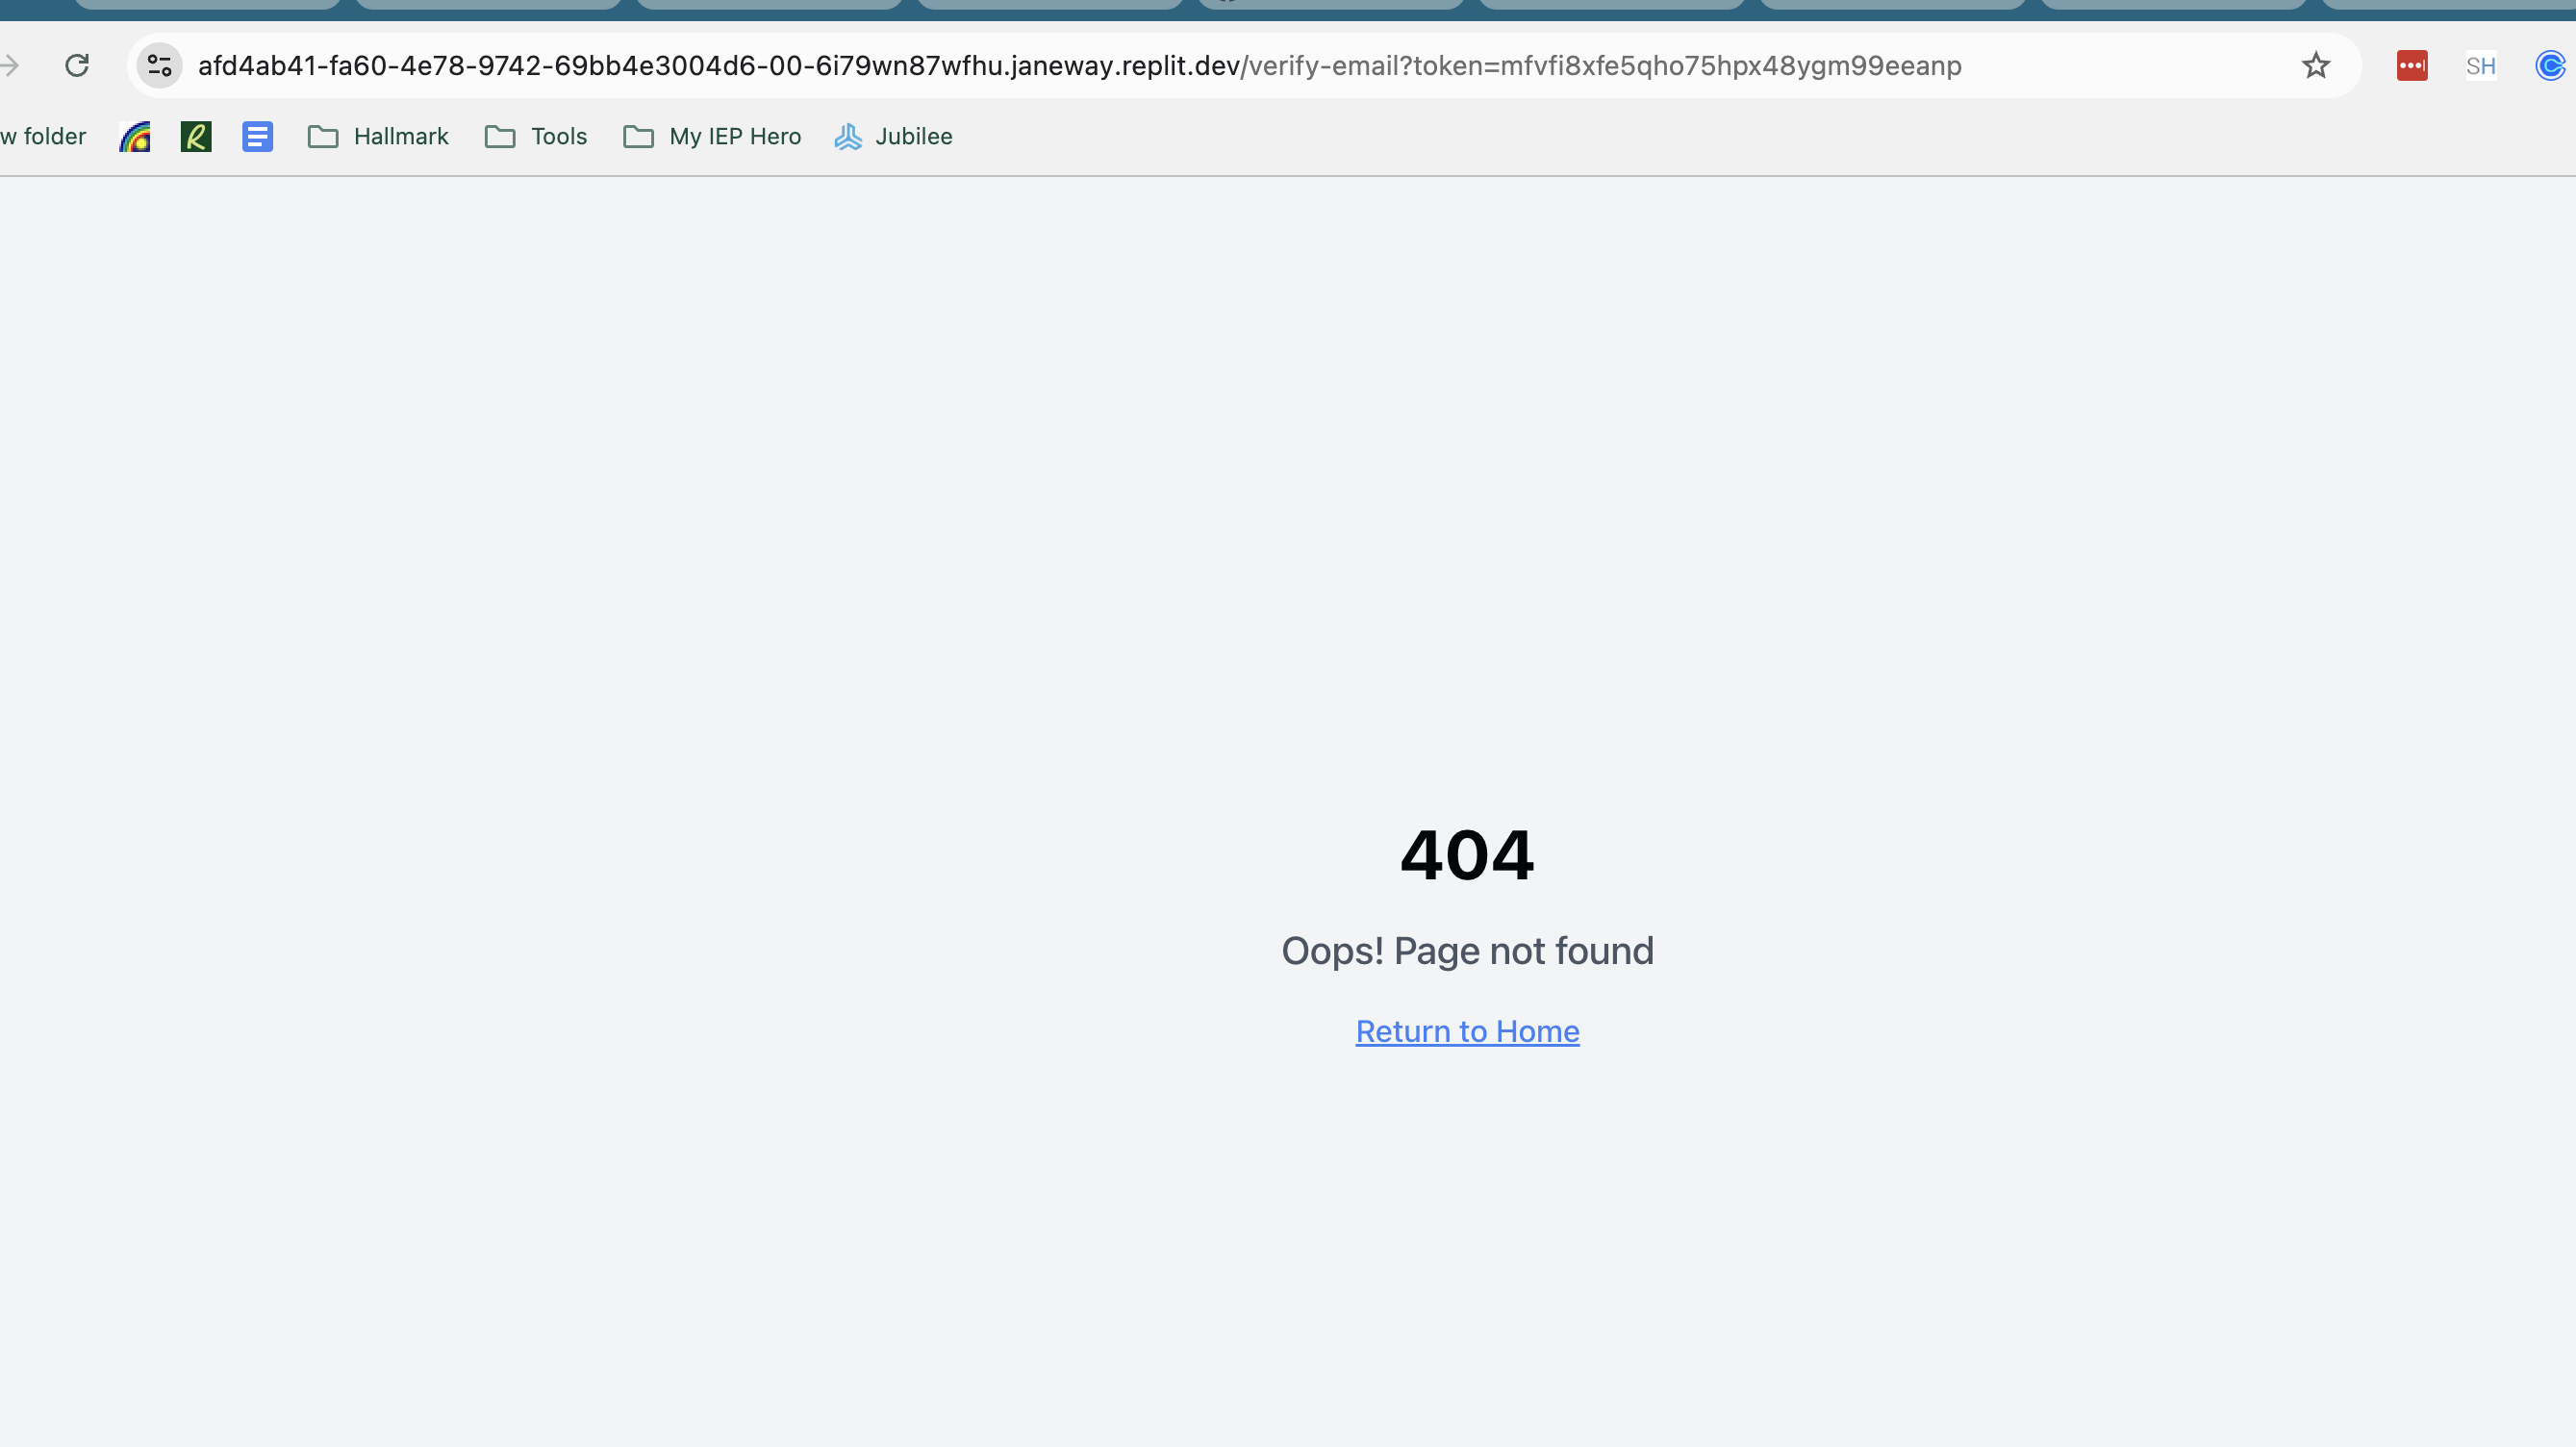 afd4ab41-fa60-4e78-9742-69bb4e3004d6-00-6i79wn87wfhu.janeway.replit.dev/verify-email?token=mfvfi8xfe5qho75hpx48ygm99eeanp
SH
w folder
Hallmark
Tools
My IEP Hero
Jubilee
404
Oops! Page not found
Return to Home